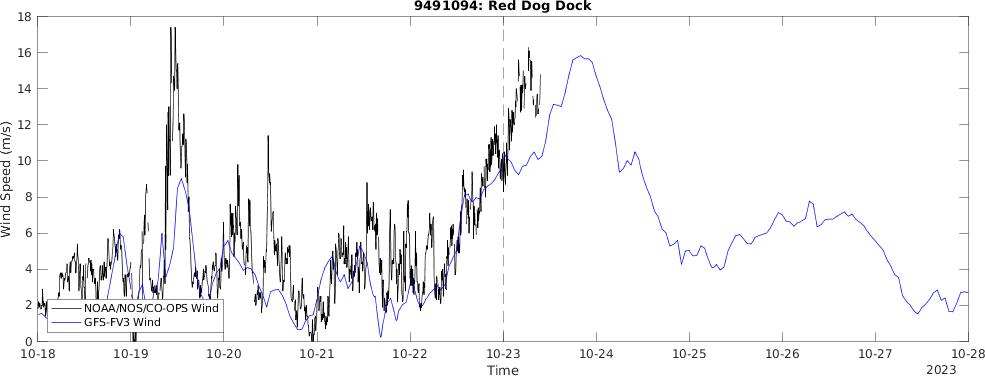 9491094: Red Dog Dock
Wind Speed (m/s)
18
16
14
12
10
8
6
4
2
0
NOAA/NOS/CO-OPS Wind
GFS-FV3 Wind
10-18 10-19 10-20 10-21 10-22 10-23 10-24 10-25 10-26 10-27 10-28
Time
2023